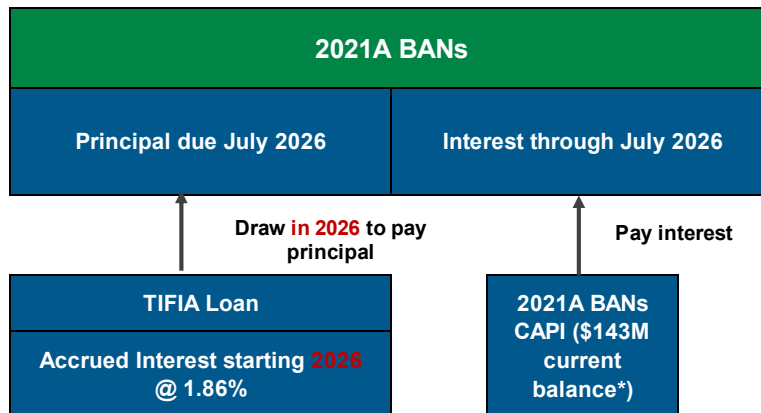 2021A BANs
Principal due July 2026
Interest through July 2026
Draw in 2026 to pay
principal
Pay interest
TIFIA Loan
Accrued Interest starting 2026
@ 1.86%
2021A BANs
CAPI ($143M
current
balance*)